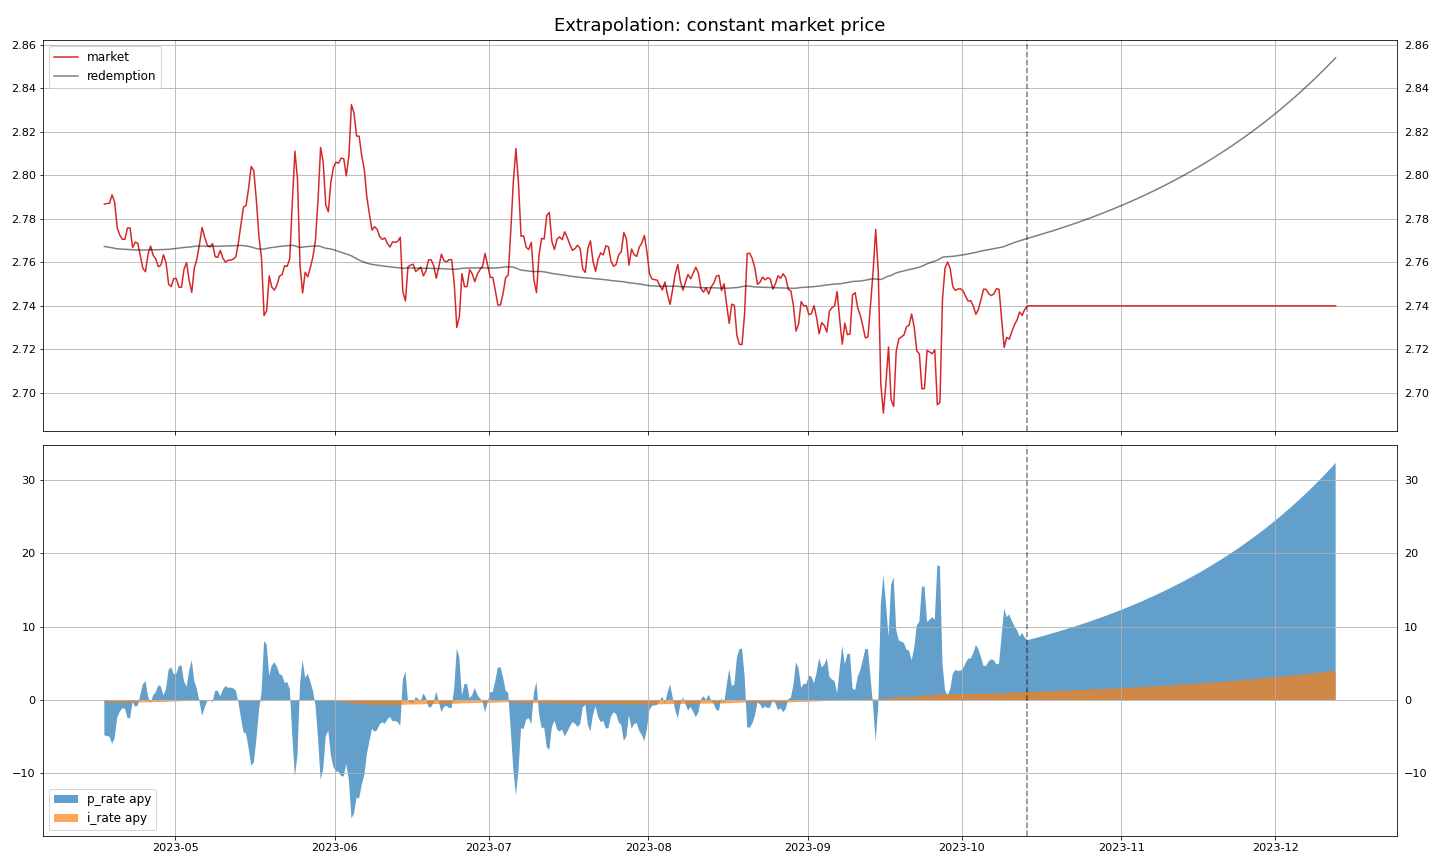 Extrapolation: constant market price
market
redemption
2.86 2.86
2.84 2.84
2.82 2.82
2.80 2.80
2.78 2.78
2.76 2.76
2.74 2.74
2.72 2.72
2.70 2.70
30 30
20 20
10 10
0 0
−10 −10
p_rate apy
i_rate apy
2023-05 2023-06 2023-07 2023-08 2023-09 2023-10 2023-11 2023-12